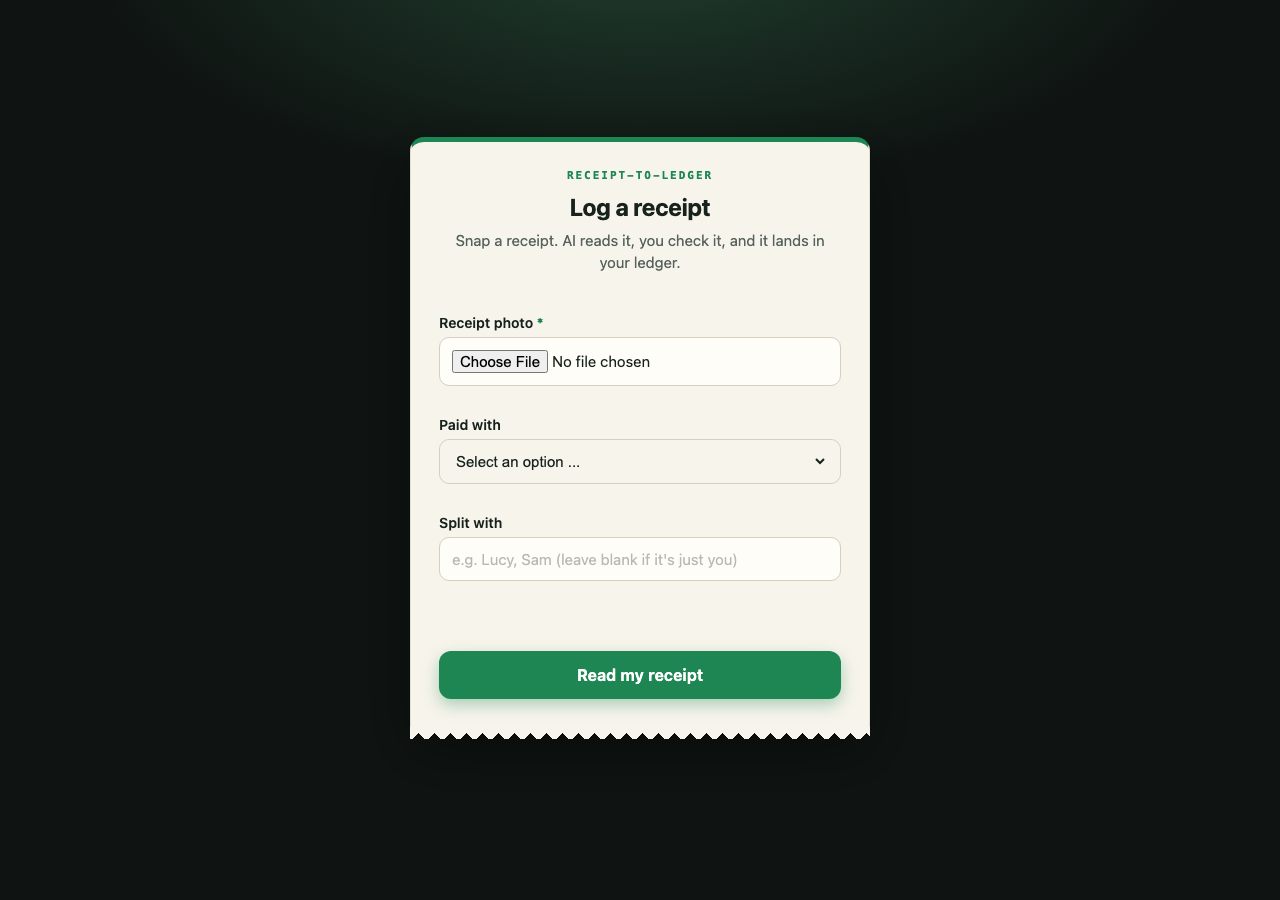 RECEIPT-TO-LEDGER
Log a receipt
Snap a receipt. AI reads it, you check it, and it lands in
your ledger.
Receipt photo *
Choose File No file chosen
Paid with
Select an option ...
Split with
e.g. Lucy, Sam (leave blank if it's just you)
Read my receipt